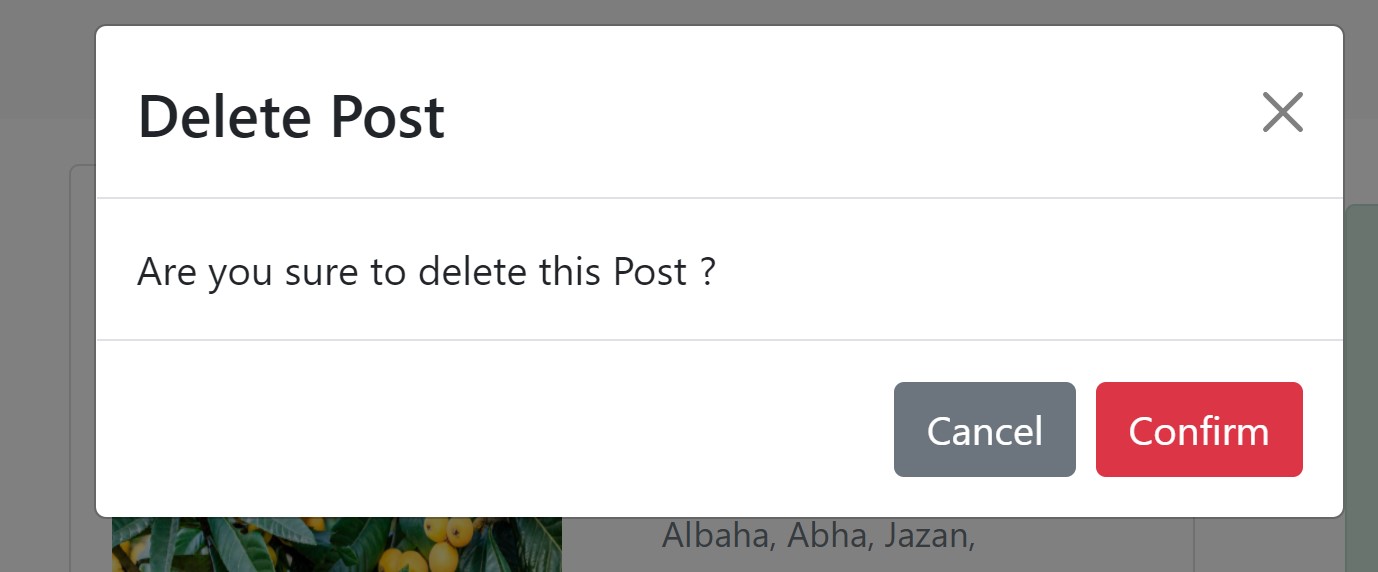 Delete Post
Are you sure to delete this Post ?
Cancel Confirm
Albaha, Abha, Jazan,